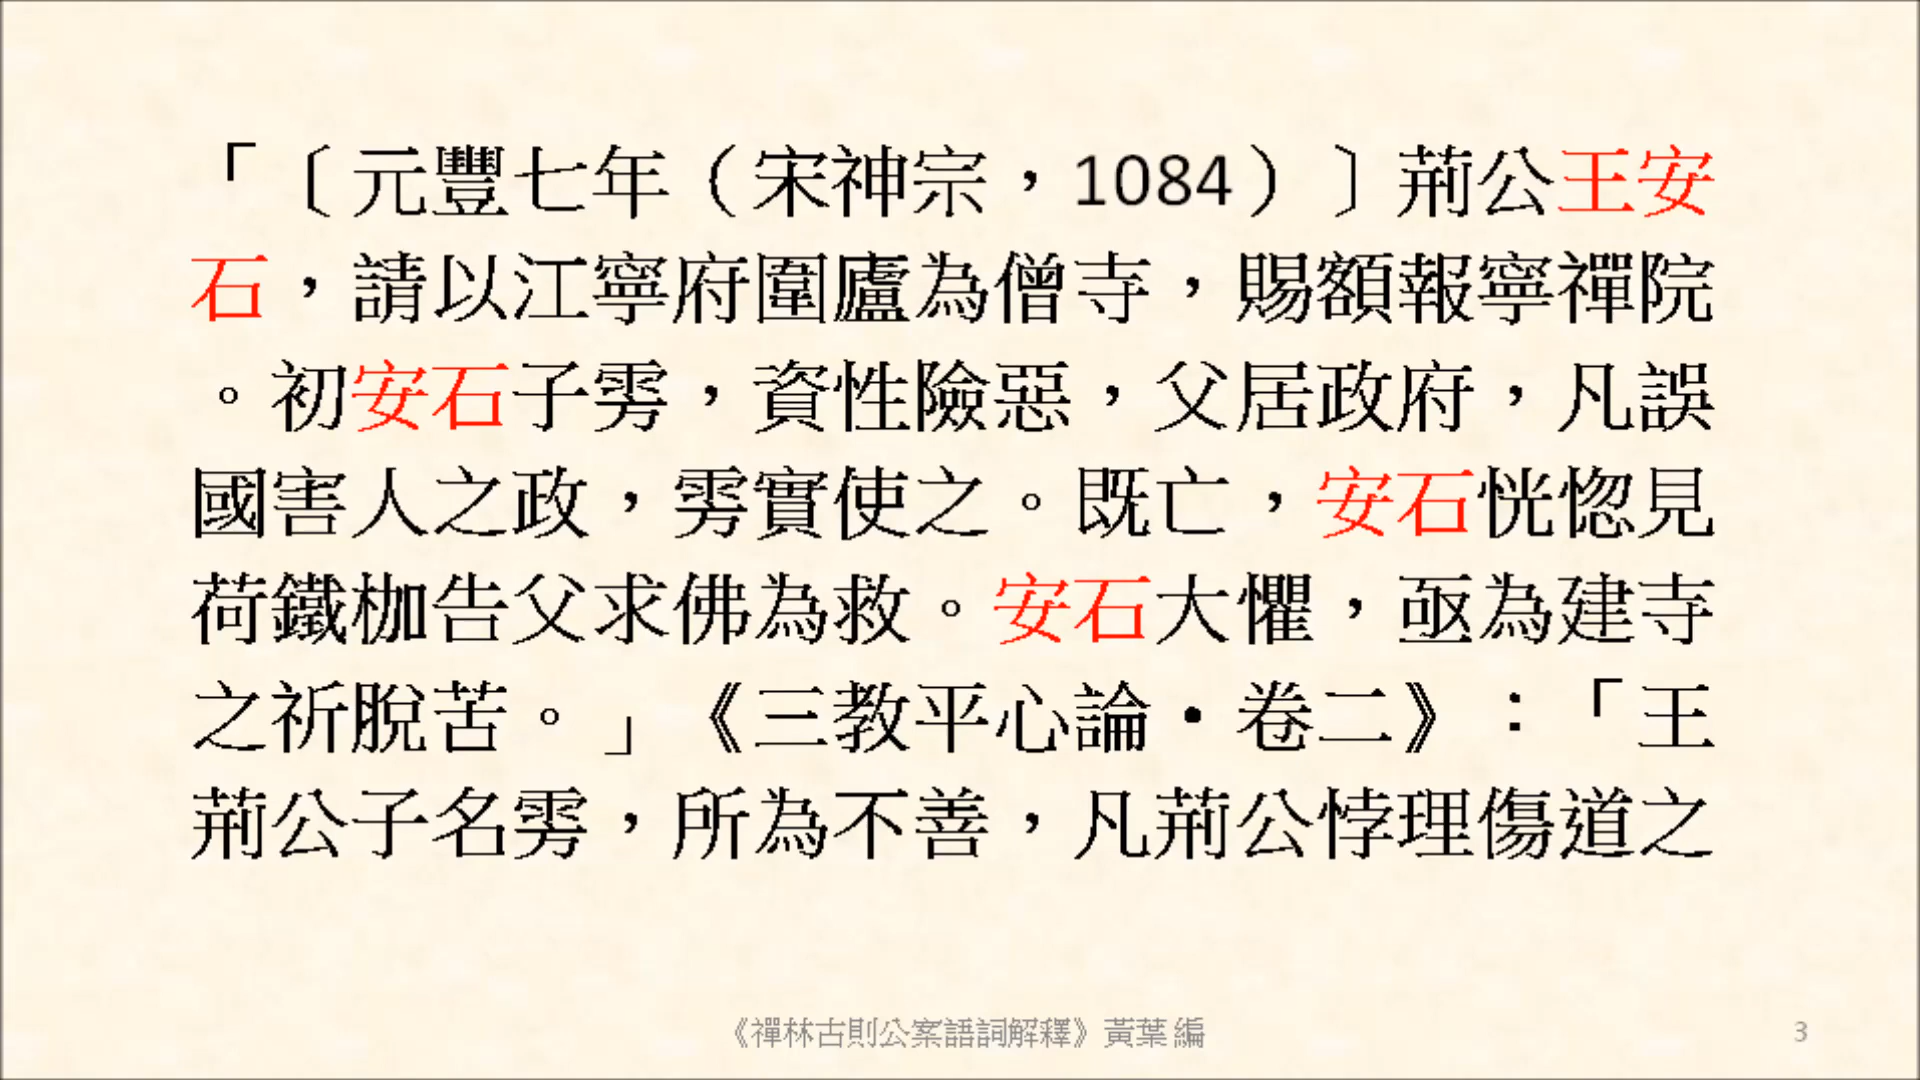 「〔元豐七年（宋神宗，1084）〕荊公王安
石，請以江寧府圍廬為僧寺，賜額報寧禪院
。初安石子雱，資性險惡，父居政府，凡誤
國害人之政，雱實使之。既亡，安石恍惚見
荷鐵枷告父求佛為救。安石大懼，亟為建寺
之祈脫苦。」《三教平心論‧卷二》：「王
荊公子名雱，所為不善，凡荊公悖理傷道之
《禪林古則公案語詞解釋》黃葉編
3